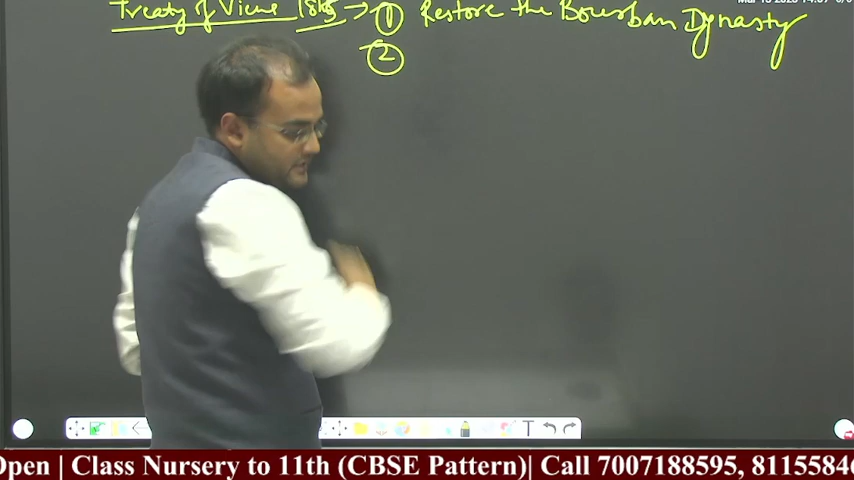 Treaty of Viene 1815 → ① Restore the Bourban Dynasty
②
T
Open | Class Nursery to 11th (CBSE Pattern)| Call 7007188595, 8115584